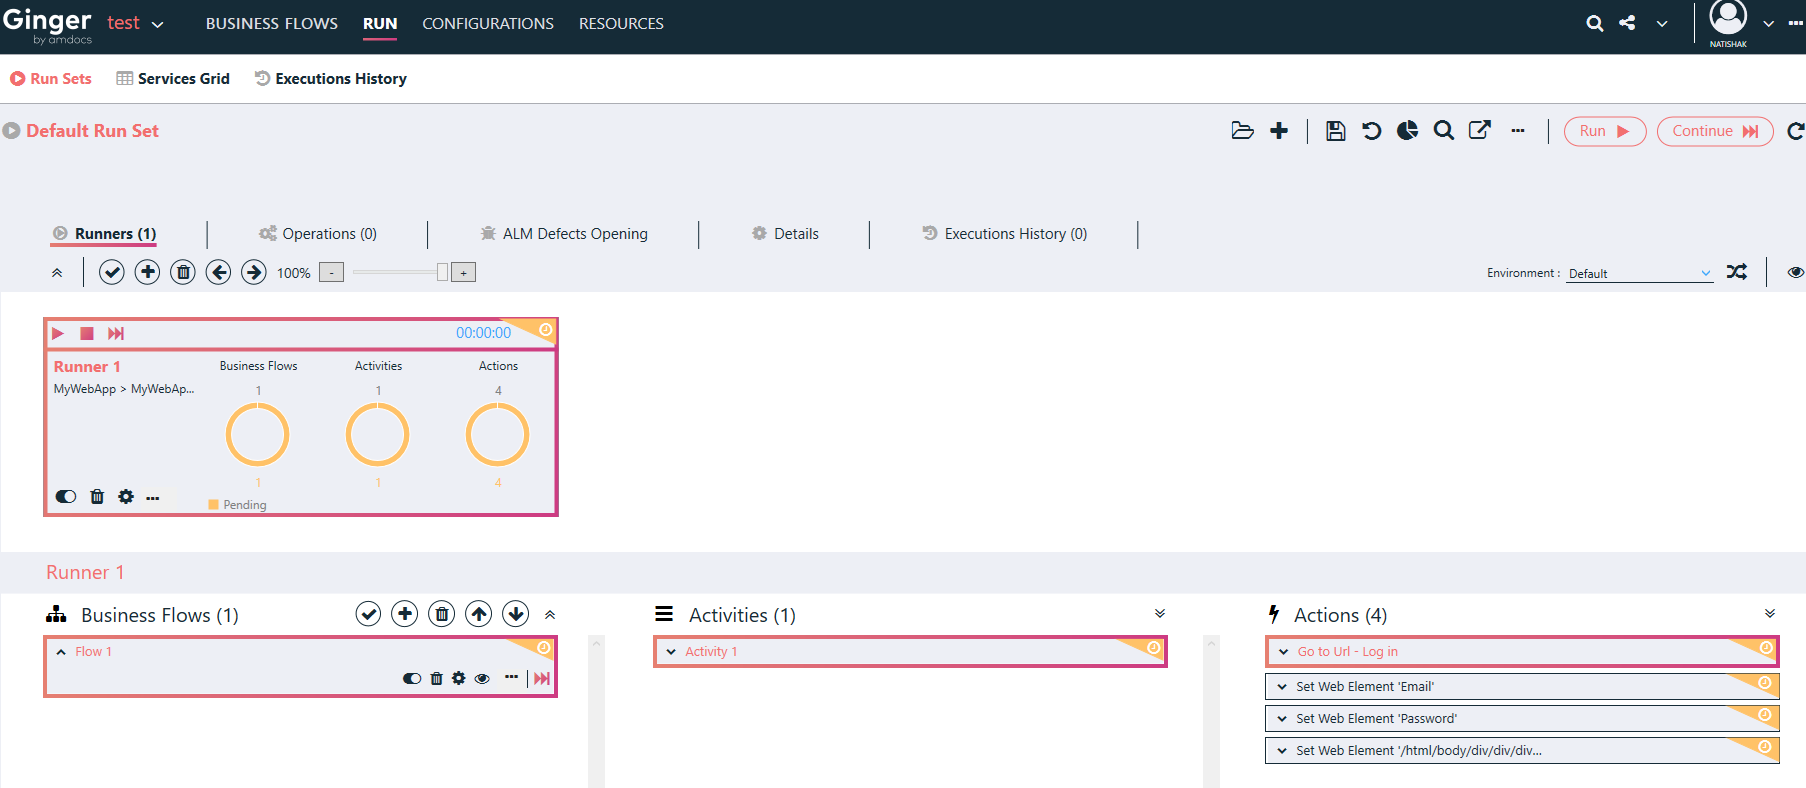 Ginger test BUSINESS FLOWS RUN CONFIGURATIONS RESOURCES
by amdocs NATISHAK
Run Sets Services Grid Executions History
Default Run Set Run Continue
Runners (1) Operations (0) ALM Defects Opening Details Executions History (0)
100% - + Environment : Default
00:00:00
Runner 1 Business Flows Activities Actions
MyWebApp > MyWebAp... 1 1 4
1 1 4
Pending
Runner 1
Business Flows (1) Activities (1) Actions (4)
Flow 1 Activity 1 Go to Url - Log in
Set Web Element 'Email'
Set Web Element 'Password'
Set Web Element '/html/body/div/div/div...